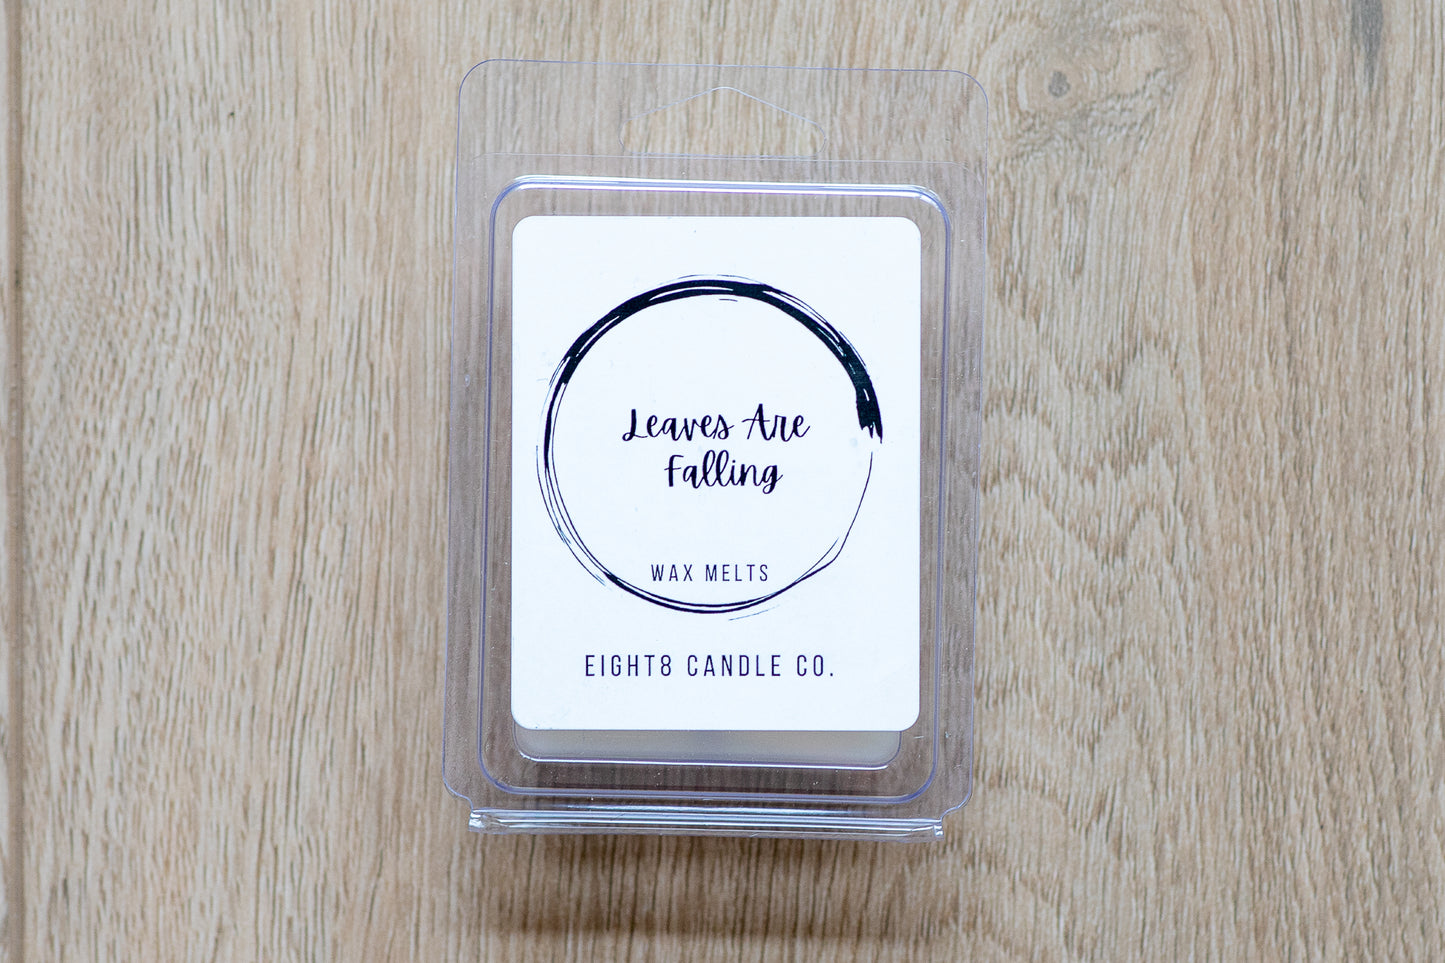 Leaves Are
Falling
WAX MELTS
EIGHT8 CANDLE CO.